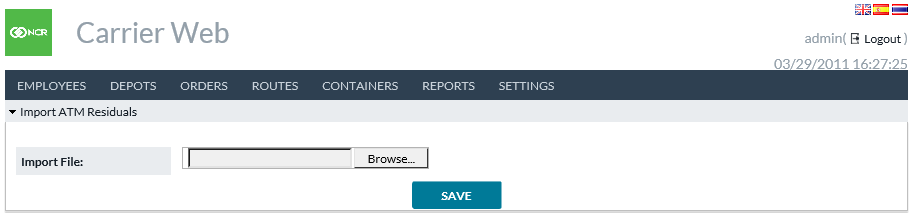 NCR
Carrier Web
admin( Logout )
03/29/2011 16:27:25
EMPLOYEES DEPOTS ORDERS ROUTES CONTAINERS REPORTS SETTINGS
Import ATM Residuals
Import File: Browse...
SAVE